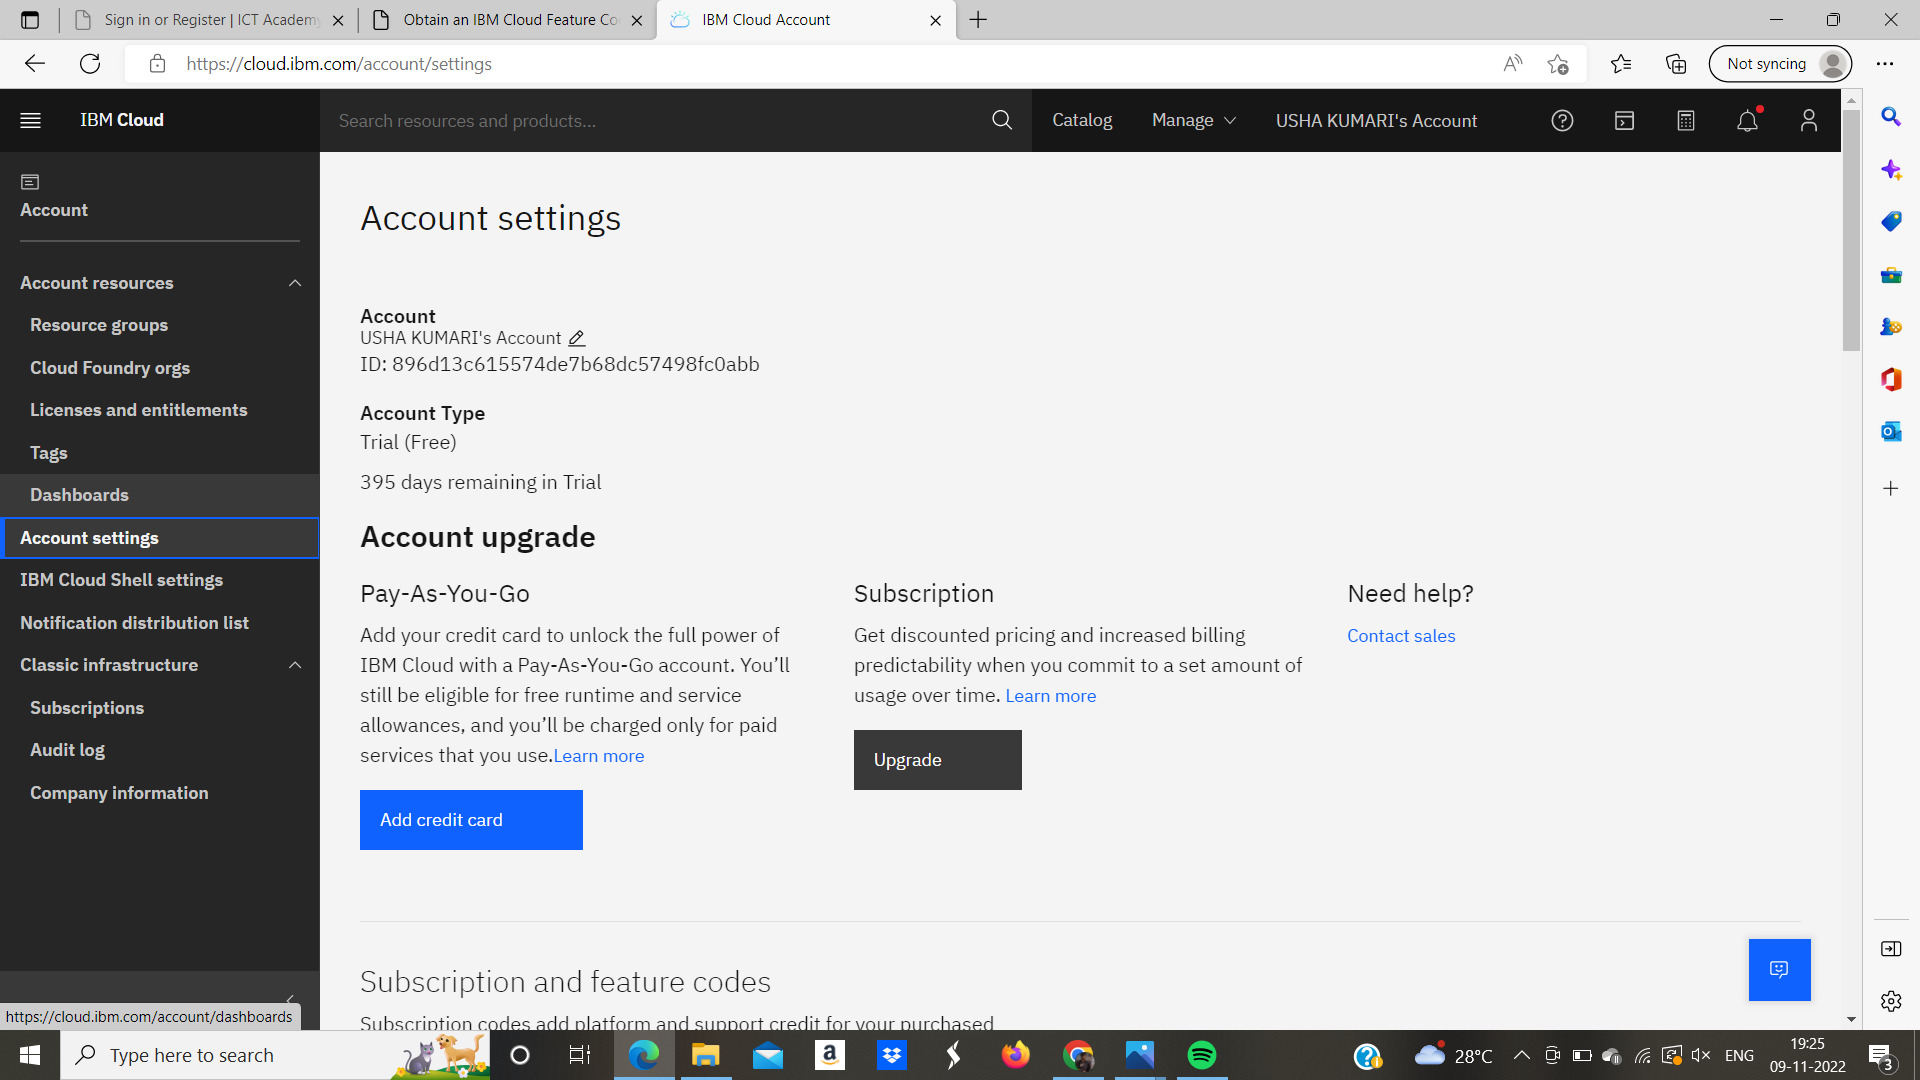 Sign in or Register | ICT Academy
Obtain an IBM Cloud Feature Co
IBM Cloud Account
https://cloud.ibm.com/account/settings
Not syncing
IBM Cloud
Search resources and products...
Catalog
Manage
USHA KUMARI's Account
Account
Account resources
Resource groups
Cloud Foundry orgs
Licenses and entitlements
Tags
Dashboards
Account settings
IBM Cloud Shell settings
Notification distribution list
Classic infrastructure
Subscriptions
Audit log
Company information
https://cloud.ibm.com/account/dashboards
Account settings
Account
USHA KUMARI's Account
ID: 896d13c615574de7b68dc57498fc0abb
Account Type
Trial (Free)
395 days remaining in Trial
Account upgrade
Pay-As-You-Go
Add your credit card to unlock the full power of
IBM Cloud with a Pay-As-You-Go account. You’ll
still be eligible for free runtime and service
allowances, and you’ll be charged only for paid
services that you use.Learn more
Add credit card
Subscription
Get discounted pricing and increased billing
predictability when you commit to a set amount of
usage over time. Learn more
Upgrade
Need help?
Contact sales
Subscription and feature codes
Subscription codes add platform and support credit for your purchased
Type here to search
28°C
ENG
19:25
09-11-2022
3